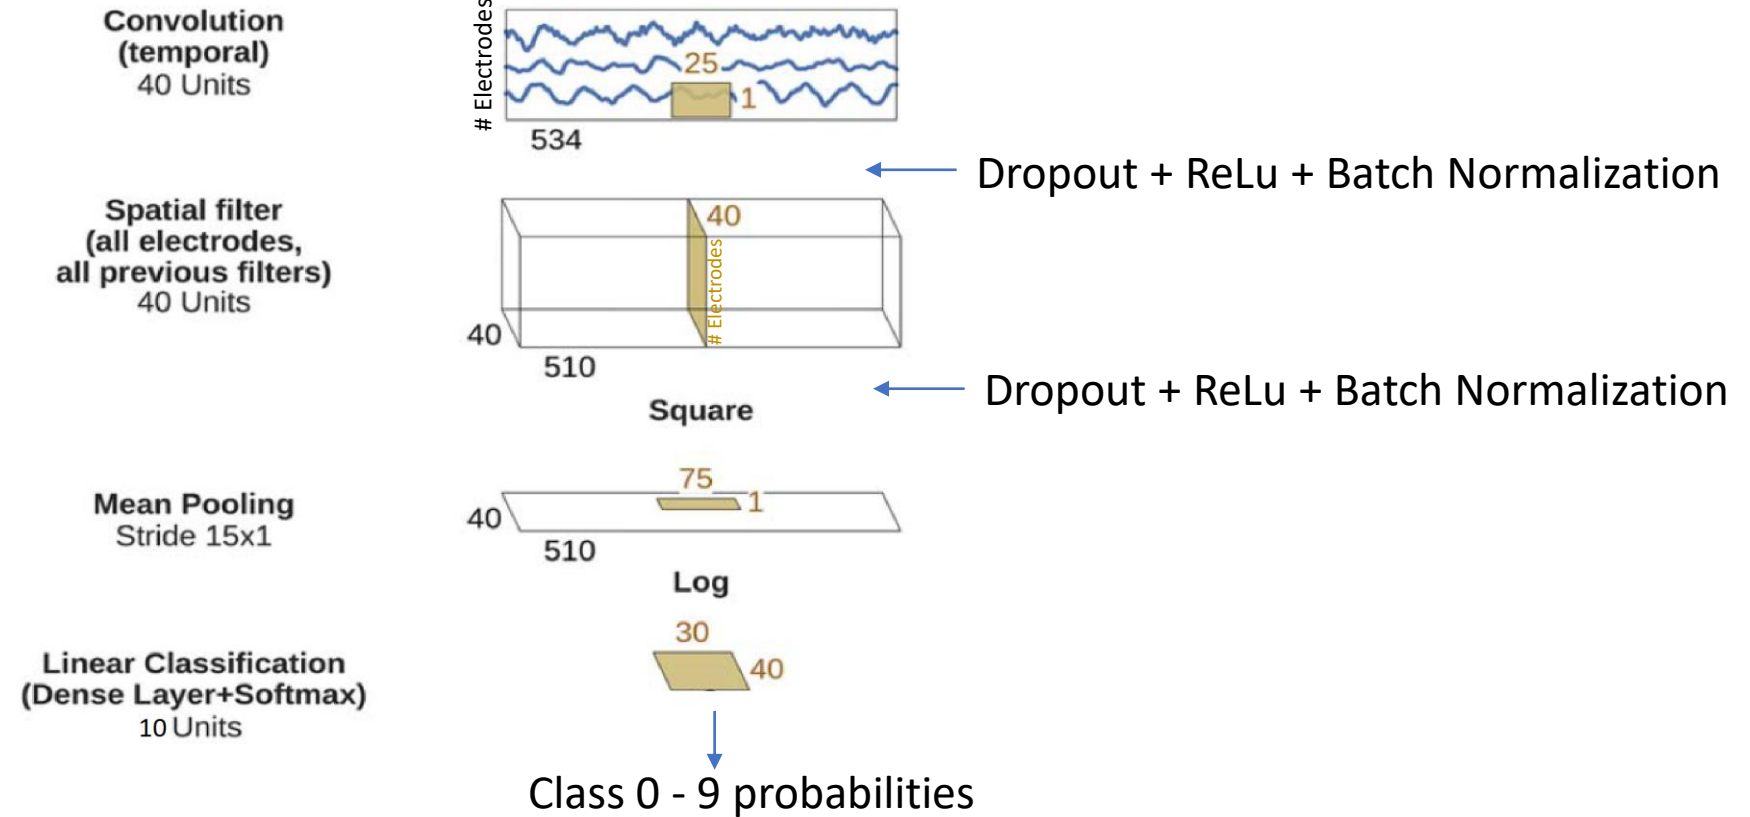 Convolution
(temporal)
40 Units
# Electrodes
25
1
534
Dropout + ReLu + Batch Normalization
Spatial filter
(all electrodes,
all previous filters)
40 Units
40
# Electrodes
40
510
Dropout + ReLu + Batch Normalization
Square
Mean Pooling
Stride 15x1
75
1
40
510
Log
Linear Classification
(Dense Layer+Softmax)
10 Units
30
40
Class 0 - 9 probabilities